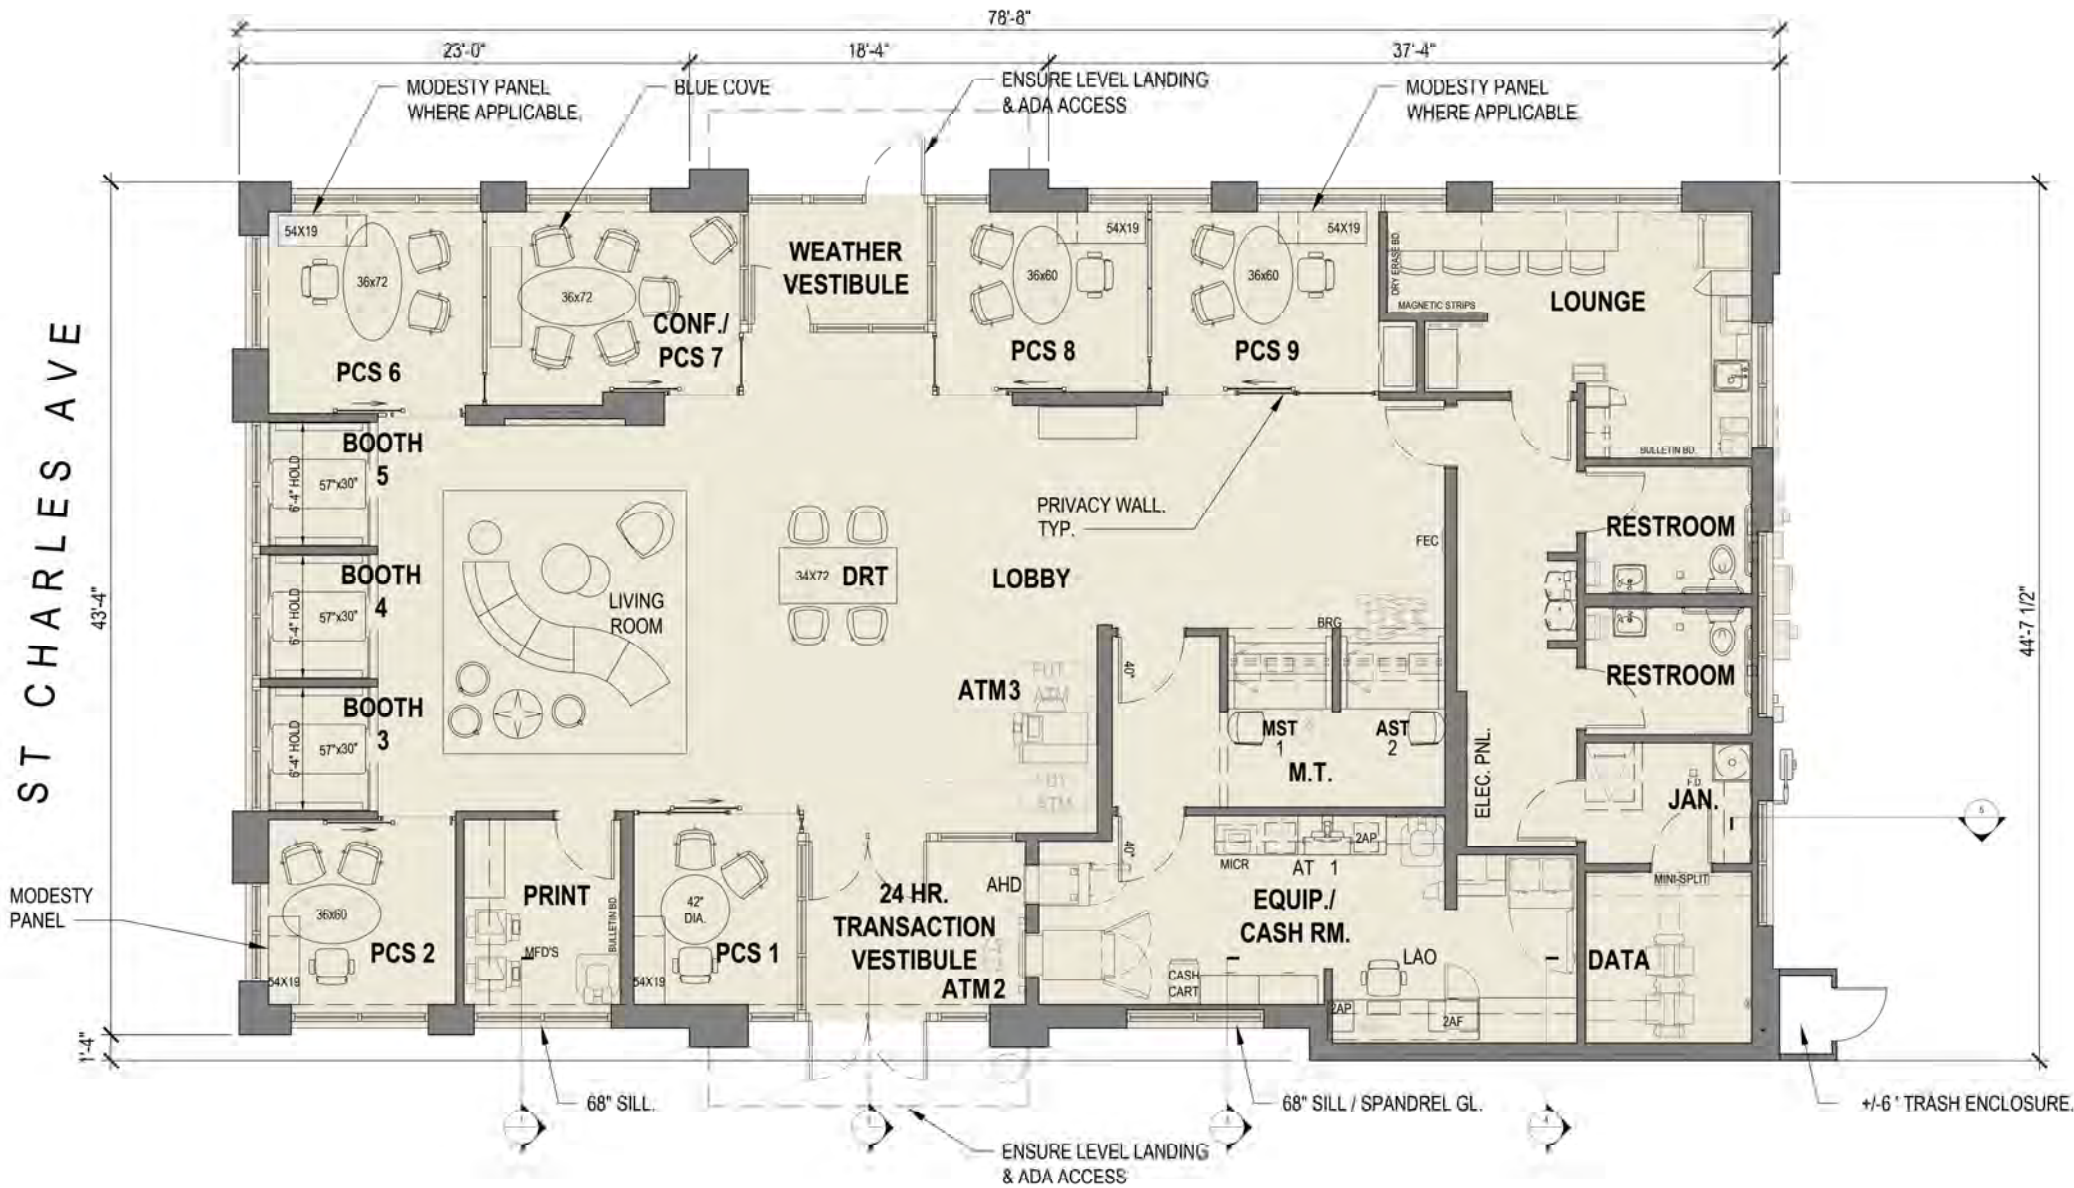 78'-8"
23'-0"
18'-4"
37'-4"
MODESTY PANEL
WHERE APPLICABLE.
BLUE COVE
ENSURE LEVEL LANDING
& ADA ACCESS
MODESTY PANEL
WHERE APPLICABLE.
54X19
36x72
PCS 6
36x72
CONF./
PCS 7
WEATHER
VESTIBULE
54X19
36x60
PCS 8
54X19
36x60
PCS 9
DRY ERASE BD.
MAGNETIC STRIPS
LOUNGE
BULLETIN BD.
ST CHARLES AVE
43'-4"
1'-4"
44'-7 1/2"
BOOTH
5
6'-4" HOLD
57"x30"
BOOTH
4
6'-4" HOLD
57"x30"
BOOTH
3
6'-4" HOLD
57"x30"
LIVING
ROOM
34X72
DRT
LOBBY
PRIVACY WALL.
TYP.
FEC
BRG
RESTROOM
RESTROOM
ATM3
FUT
ATM
FUT
ATM
40"
MST
1
AST
2
M.T.
ELEC. PNL.
F.D.
JAN.
MODESTY
PANEL
36x60
54X19
PCS 2
PRINT
MFD'S
BULLETIN BD.
42"
DIA.
54X19
PCS 1
24 HR.
TRANSACTION
VESTIBULE
ATM2
AHD
40"
MICR
AT 1
2AP
EQUIP./
CASH RM.
CASH
CART
LAO
2AP
2AF
MINI-SPLIT
DATA
6
68" SILL.
68" SILL / SPANDREL GL.
+/-6' TRASH ENCLOSURE.
4
ENSURE LEVEL LANDING
& ADA ACCESS